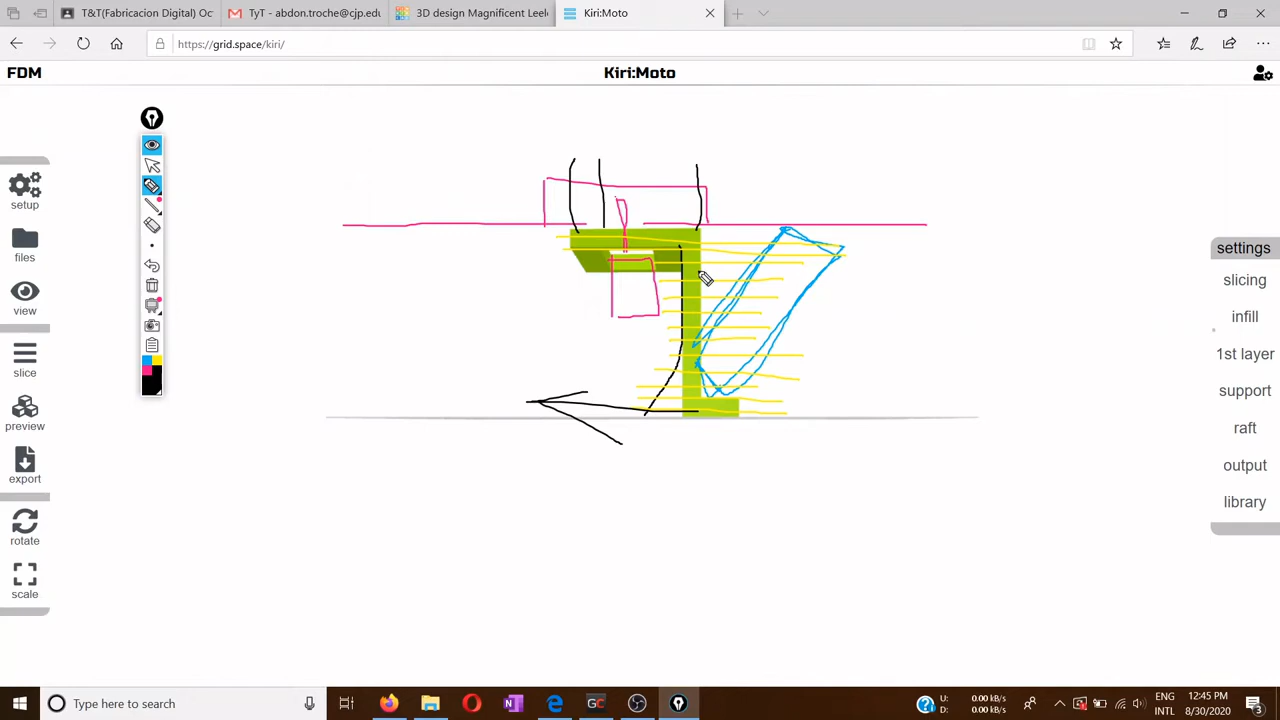 T&T(Fabricacion Digital) Oc
TyT - abdon.troche@cjp.edu
3D design Magnificent Leel
Kiri:Moto
https://grid.space/kiri/
FDM
Kiri:Moto
setup
files
view
slice
preview
export
rotate
scale
settings
slicing
infill
1st layer
support
raft
output
library
Type here to search
U: 0.00 kB/s
D: 0.00 kB/s
ENG
INTL
12:45 PM
8/30/2020
3